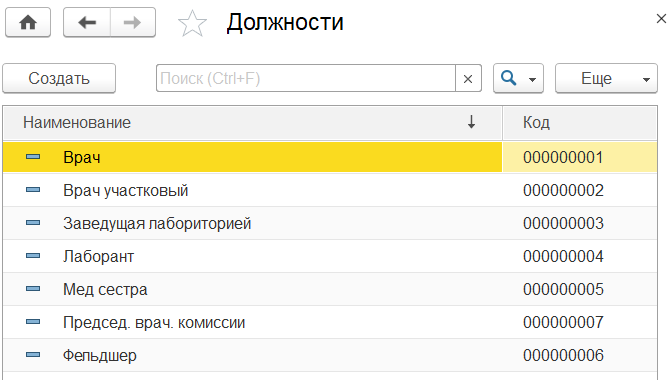 Должности
Создать Поиск (Ctrl+F) Еще
Наименование Код
Врач 000000001
Врач участковый 000000002
Заведущая лабориторией 000000003
Лаборант 000000004
Мед сестра 000000005
Председ. врач. комиссии 000000007
Фельдшер 000000006